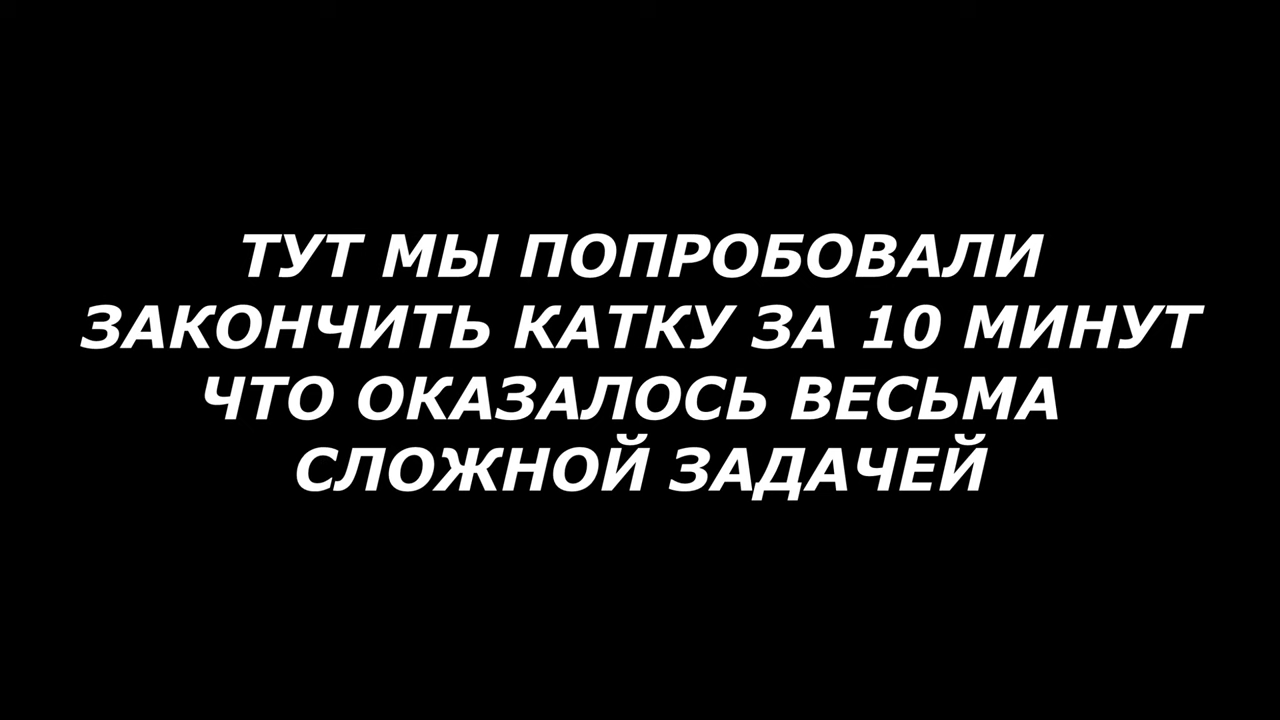 ТУТ МЫ ПОПРОБОВАЛИ
ЗАКОНЧИТЬ КАТКУ ЗА 10 МИНУТ
ЧТО ОКАЗАЛОСЬ ВЕСЬМА
СЛОЖНОЙ ЗАДАЧЕЙ